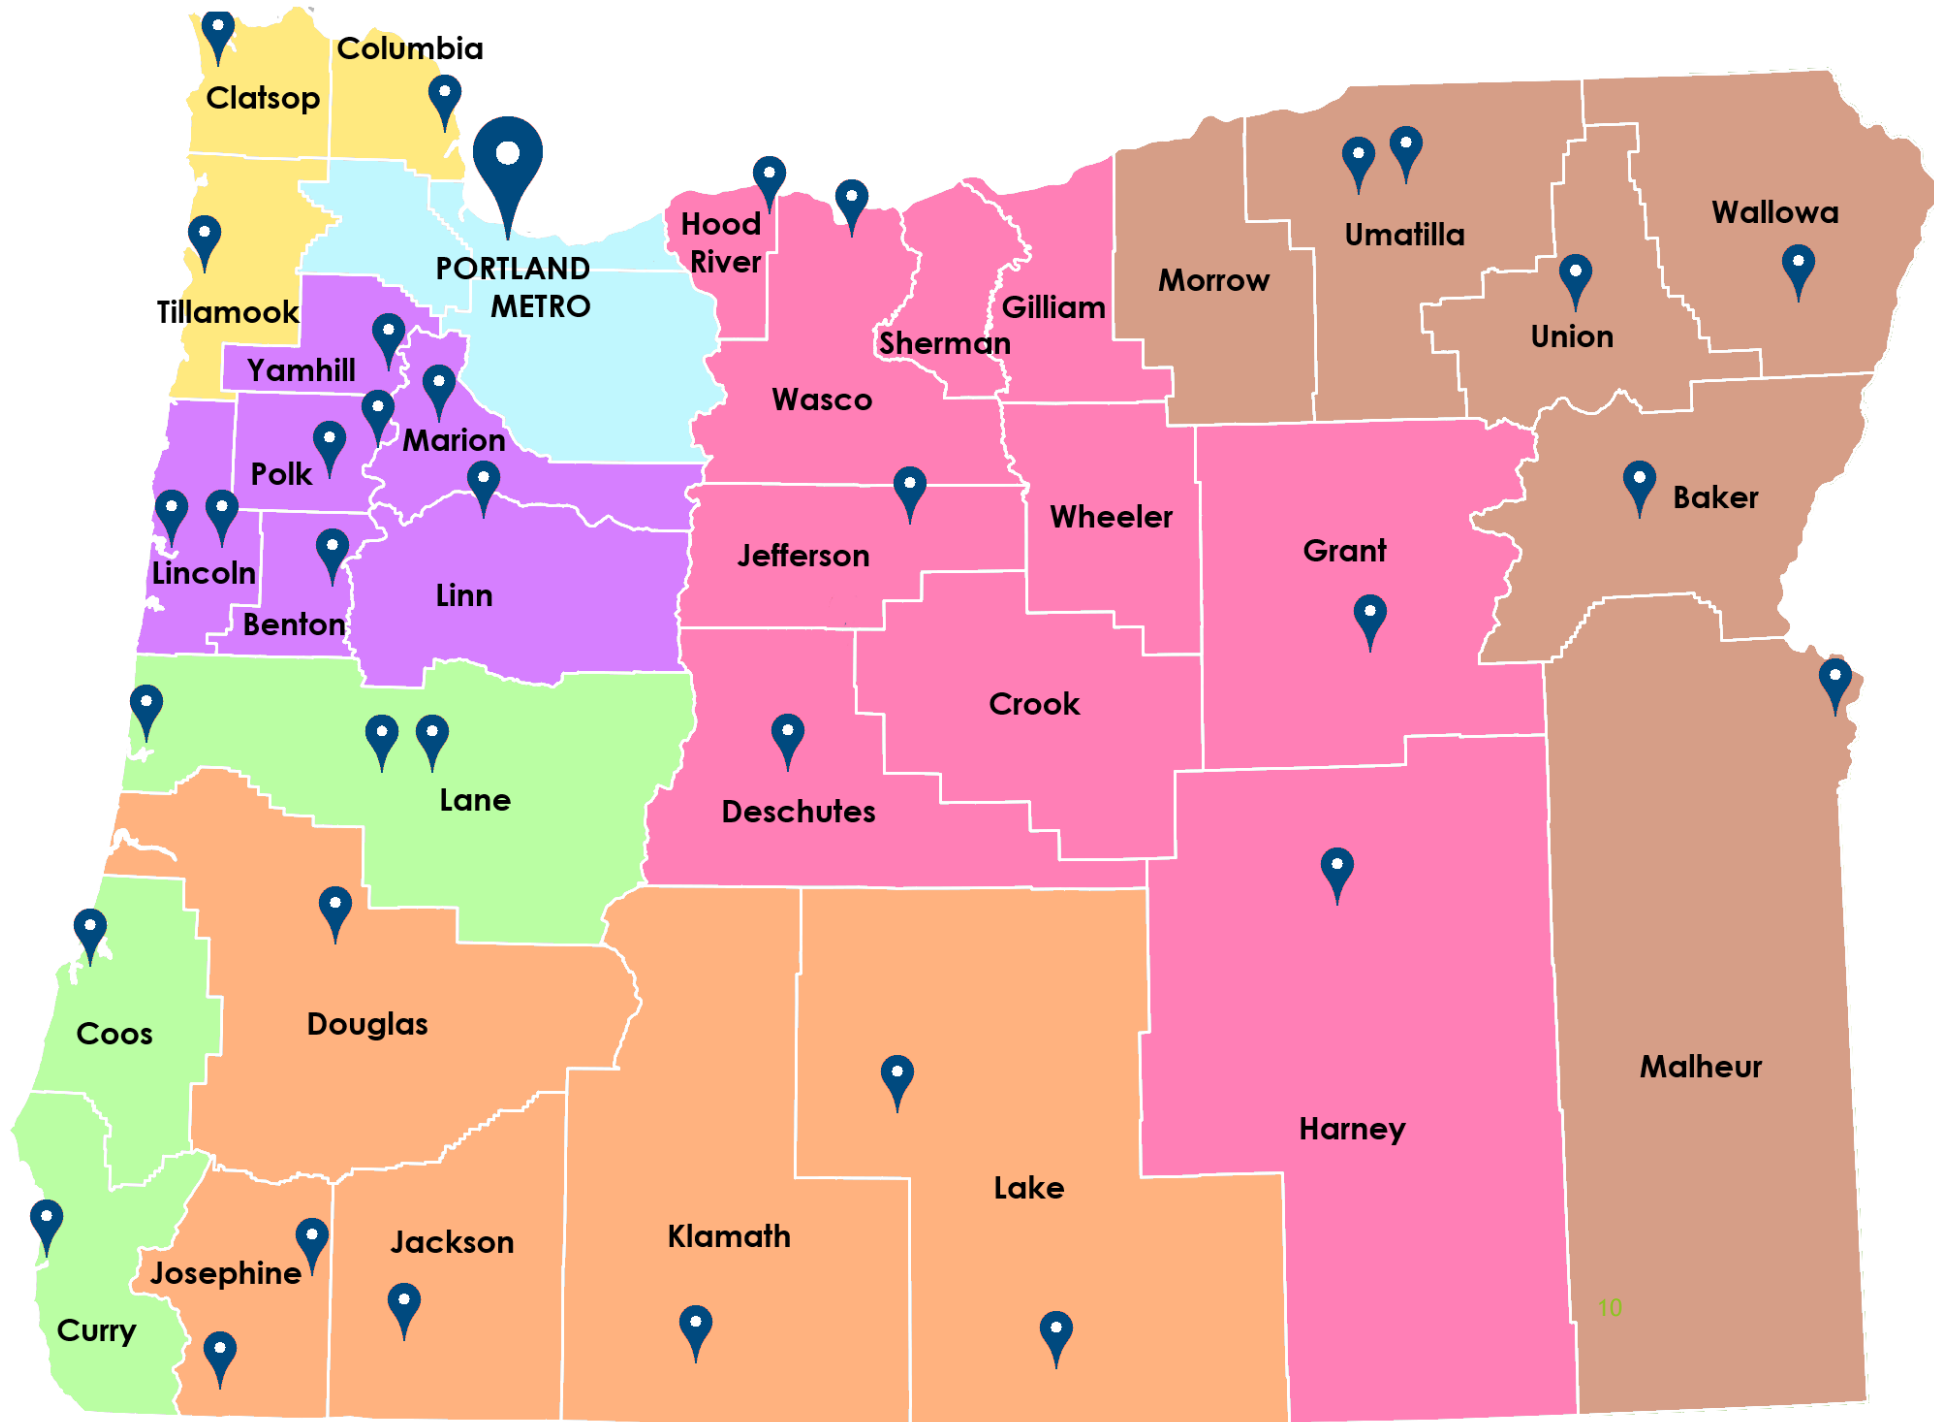 Columbia
Clatsop
Hood
River
Wallowa
Umatilla
PORTLAND
METRO
Morrow
Gilliam
Tillamook
Sherman
Union
Yamhill
Wasco
Marion
Polk
Baker
Wheeler
Grant
Jefferson
Lincoln
Linn
Benton
Crook
Lane
Deschutes
Douglas
Coos
Malheur
Harney
Lake
Klamath
Jackson
Josephine
10
Curry